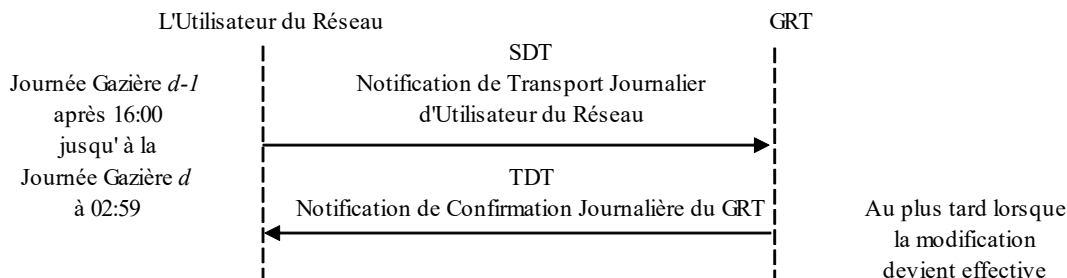 L'Utilisateur du Réseau
GRT
SDT
Journée Gazière d-1
Notification de Transport Journalier
après 16:00
d'Utilisateur du Réseau
jusqu' à la
Journée Gazière d
TDT
à 02:59
Notification de Confirmation Journalière du GRT
Au plus tard lorsque
la modification
devient effective